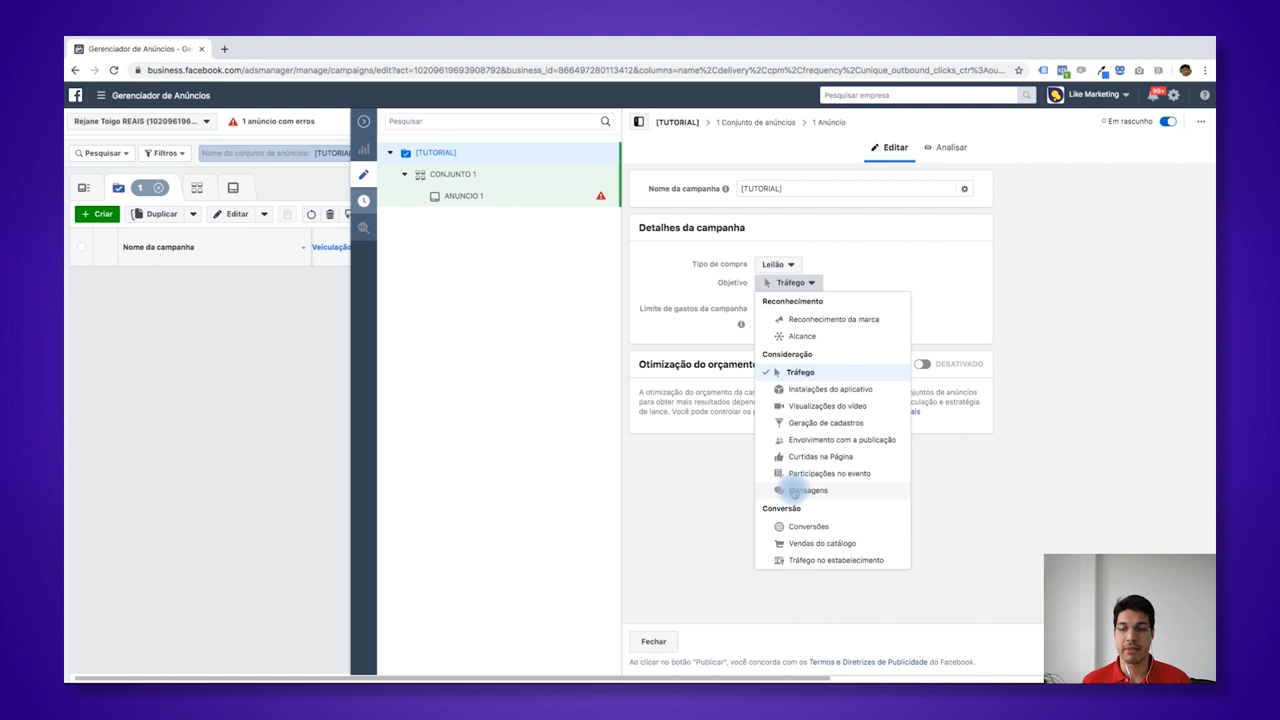 Gerenciador de Anúncios - Ge
business.facebook.com/adsmanager/manage/campaigns/edit?act=10209619693908792&business_id=866497280113412&columns=name%2Cdelivery%2Ccpm%2Cfrequency%2Cunique_outbound_clicks_ctr%3Aou...
Gerenciador de Anúncios
Pesquisar empresa
Like Marketing
99+
Rejane Toigo REAIS (102096196...
1 anúncio com erros
Pesquisar
Filtros
Nome do conjunto de anúncios: [TUTORIAL
1
Criar
Duplicar
Editar
Nome da campanha
Veiculação
Pesquisar
[TUTORIAL]
CONJUNTO 1
ANUNCIO 1
[TUTORIAL] > 1 Conjunto de anúncios > 1 Anúncio
Em rascunho
Editar
Analisar
Nome da campanha
[TUTORIAL]
Detalhes da campanha
Tipo de compra
Leilão
Objetivo
Tráfego
Limite de gastos da campanha
Reconhecimento
Reconhecimento da marca
Alcance
Consideração
Tráfego
Instalações do aplicativo
Visualizações do vídeo
Geração de cadastros
Envolvimento com a publicação
Curtidas na Página
Participações no evento
Mensagens
Conversão
Conversões
Vendas do catálogo
Tráfego no estabelecimento
Otimização do orçamento
DESATIVADO
A otimização do orçamento da ca
njuntos de anúncios
para obter mais resultados depend
culação e estratégia
de lance. Você pode controlar os
ais
Fechar
Ao clicar no botão "Publicar", você concorda com os Termos e Diretrizes de Publicidade do Facebook.